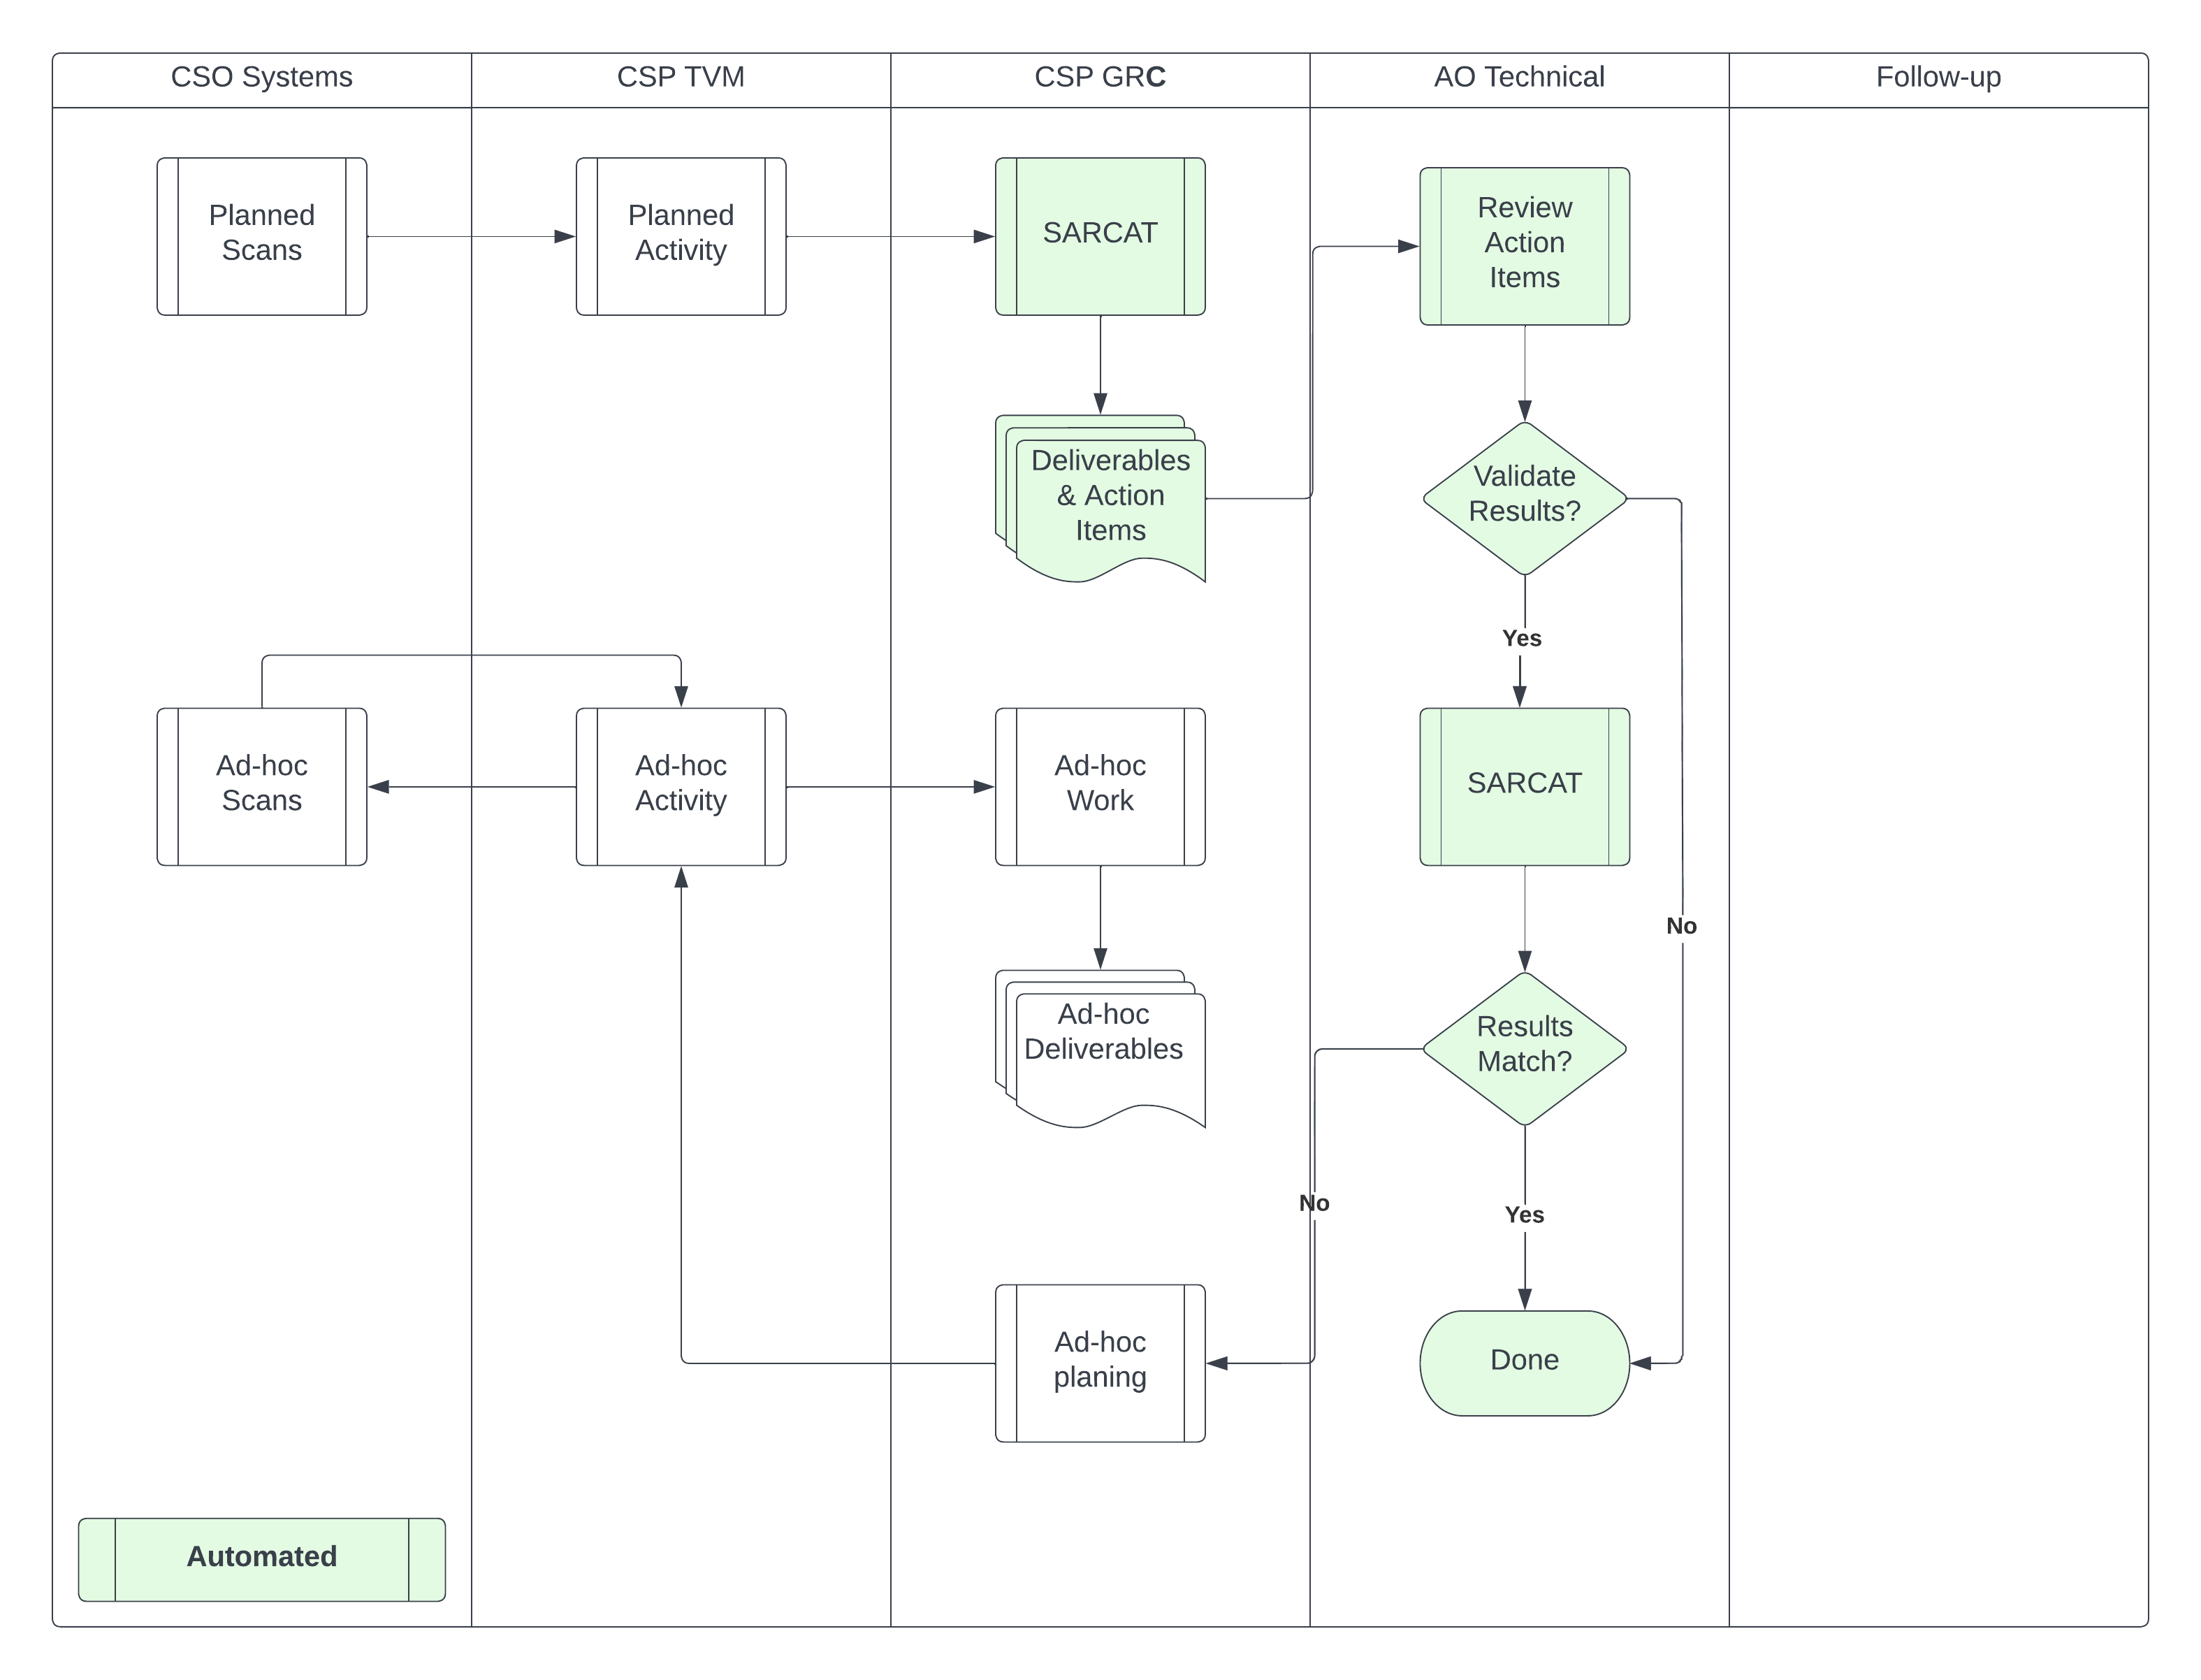 CSO Systems
CSP TVM
CSP GRC
AO Technical
Follow-up
Planned
Scans
Planned
Activity
SARCAT
Review
Action
Items
Deliverables
& Action
Items
Validate
Results?
Yes
Ad-hoc
Scans
Ad-hoc
Activity
Ad-hoc
Work
SARCAT
No
Ad-hoc
Deliverables
Results
Match?
No
Yes
Ad-hoc
planing
Done
Automated